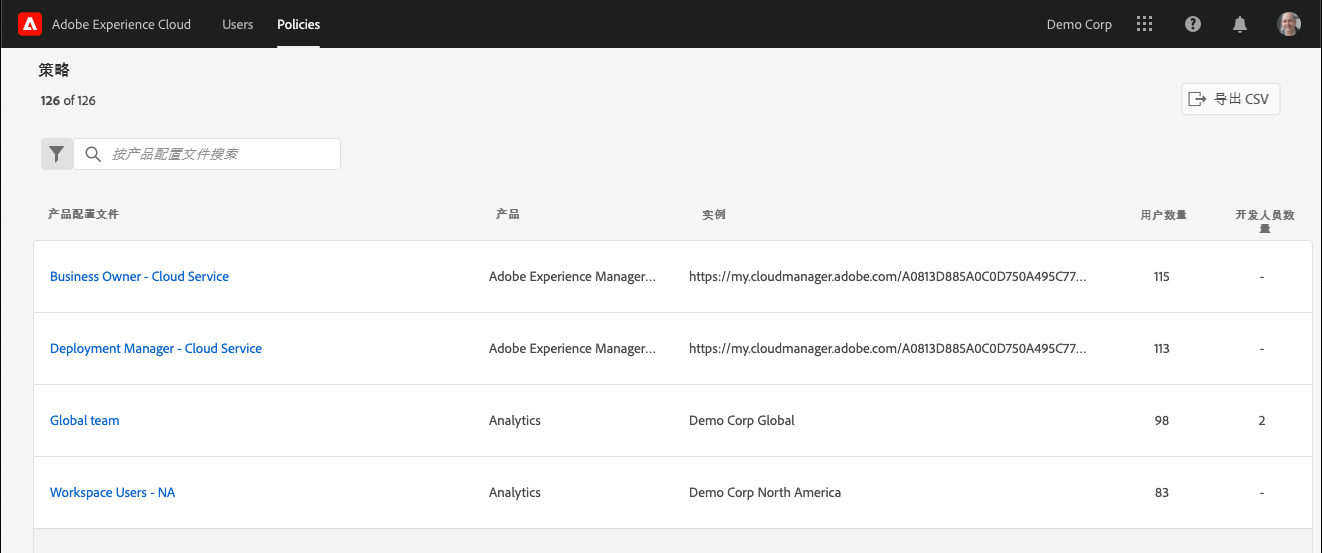 Adobe Experience Cloud Users Policies Demo Corp
策略
126 of 126
导出 CSV
按产品配置文件搜索
产品配置文件 产品 实例 用户数量 开发人员数
量
Business Owner - Cloud Service Adobe Experience Manager... https://my.cloudmanager.adobe.com/A0813D885A0C0D750A495C77... 115 -
Deployment Manager - Cloud Service Adobe Experience Manager... https://my.cloudmanager.adobe.com/A0813D885A0C0D750A495C77... 113 -
Global team Analytics Demo Corp Global 98 2
Workspace Users - NA Analytics Demo Corp North America 83 -